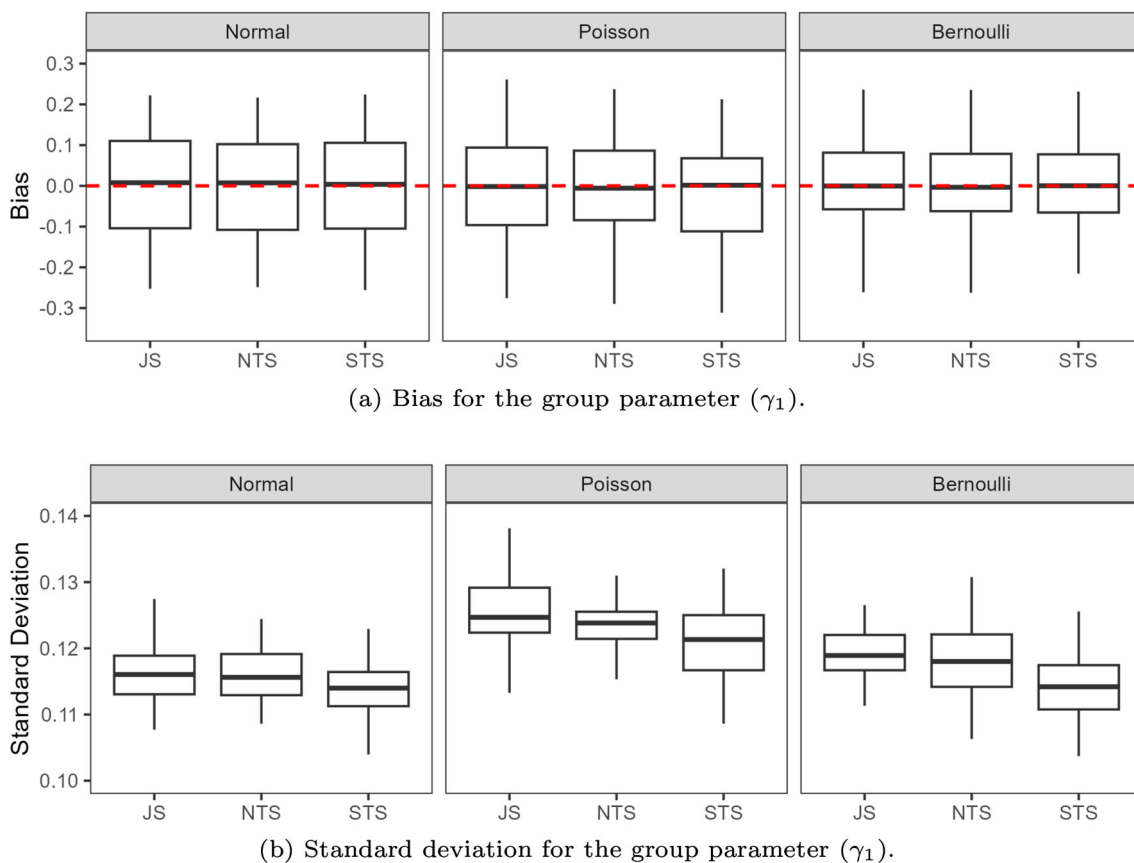 Normal Poisson Bernoulli
Bias
0.3
0.2
0.1
0.0
-0.1
-0.2
-0.3
JS NTS STS JS NTS STS JS NTS STS
(a) Bias for the group parameter (γ1).
Normal Poisson Bernoulli
Standard Deviation
0.14
0.13
0.12
0.11
0.10
JS NTS STS JS NTS STS JS NTS STS
(b) Standard deviation for the group parameter (γ1).